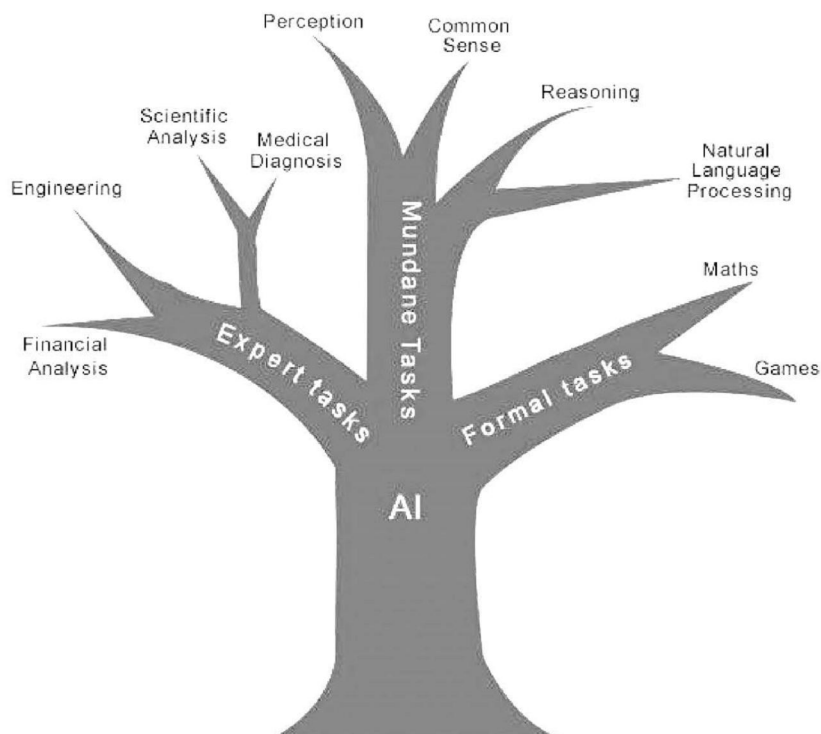 Perception
Common
Sense
Reasoning
Scientific
Analysis
Medical
Diagnosis
Natural
Language
Processing
Engineering
Maths
Financial
Analysis
Games
Expert tasks
Mundane Tasks
Formal tasks
AI